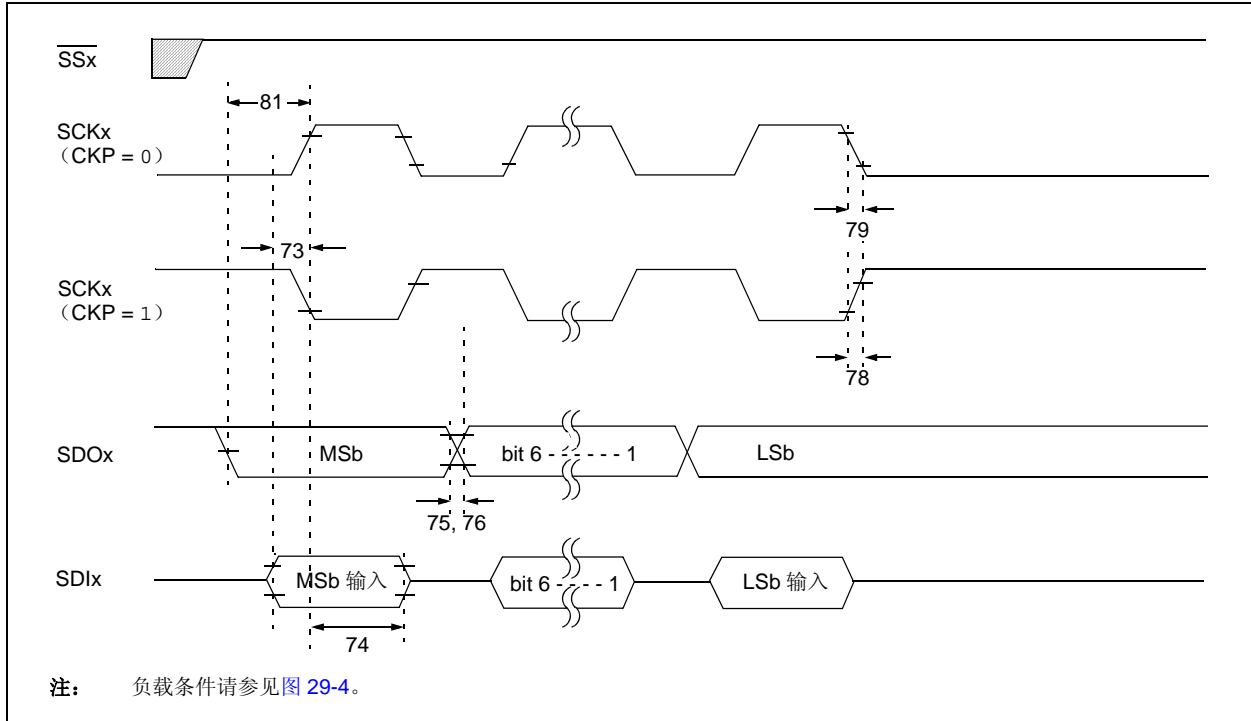 SSx
81
SCKx
（CKP = 0）
79
73
SCKx
（CKP = 1）
78
SDOx
MSb
bit 6 - - - - - - 1
LSb
75, 76
SDIx
MSb 输入
bit 6 - - - - 1
LSb 输入
74
注： 负载条件请参见图 29-4。